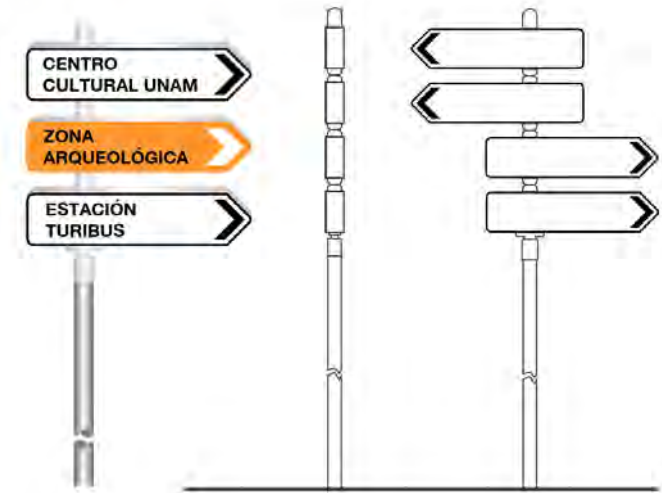 CENTRO
CULTURAL UNAM
ZONA
ARQUEOLÓGICA
ESTACIÓN
TURIBUS